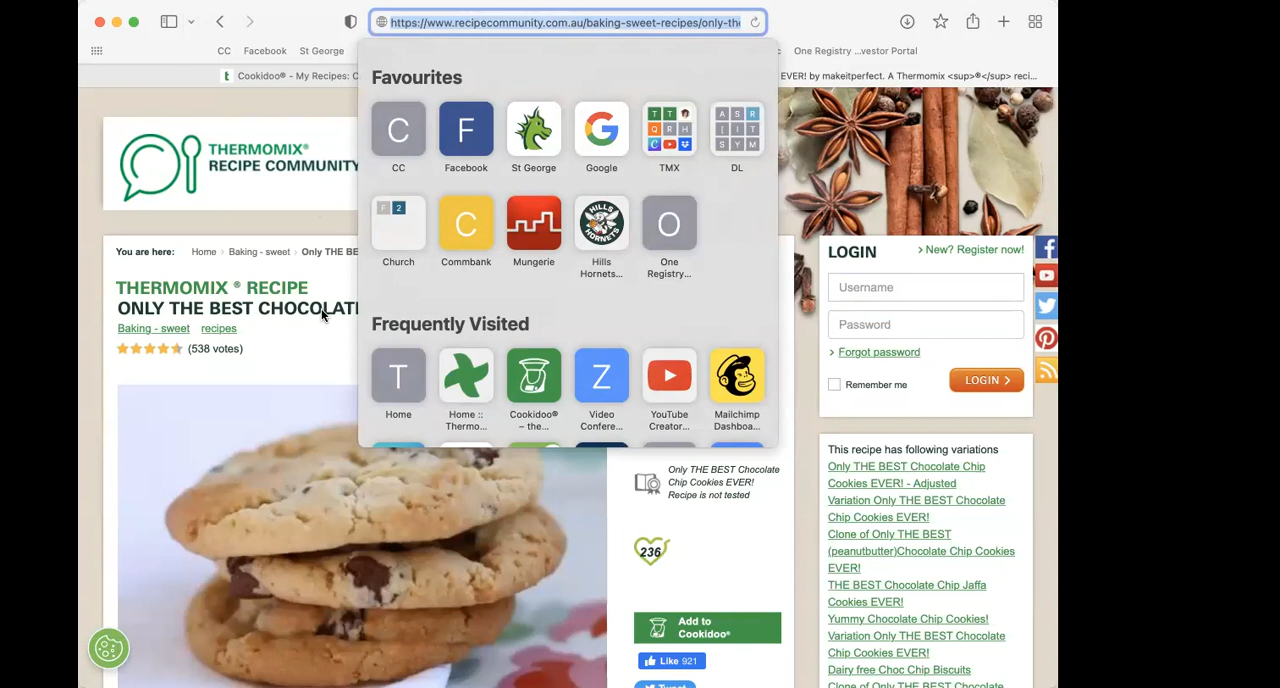 https://www.recipecommunity.com.au/baking-sweet-recipes/only-the
CC Facebook St George One Registry ...vestor Portal
t Cookidoo® - My Recipes: C EVER! by makeitperfect. A Thermomix <sup>®</sup> reci...
Favourites
C F
CC Facebook St George Google TMX DL
F 2 C O
Church Commbank Mungerie Hills Hornets... One Registry...
Frequently Visited
T Z
Home Home :: Thermo... Cookidoo® – the... Video Confere... YouTube Creator... Mailchimp Dashboa...
THERMOMIX®
RECIPE COMMUNITY
You are here: Home › Baking - sweet › Only THE BE
THERMOMIX ® RECIPE
ONLY THE BEST CHOCOLATE
Baking - sweet recipes
(538 votes)
Only THE BEST Chocolate
Chip Cookies EVER!
Recipe is not tested
236
Add to
Cookidoo®
Like 921
Tweet
LOGIN › New? Register now!
Username
Password
› Forgot password
Remember me LOGIN ›
This recipe has following variations
Only THE BEST Chocolate Chip
Cookies EVER! - Adjusted
Variation Only THE BEST Chocolate
Chip Cookies EVER!
Clone of Only THE BEST
(peanutbutter)Chocolate Chip Cookies
EVER!
THE BEST Chocolate Chip Jaffa
Cookies EVER!
Yummy Chocolate Chip Cookies!
Variation Only THE BEST Chocolate
Chip Cookies EVER!
Dairy free Choc Chip Biscuits
Clone of Only THE BEST Chocolate